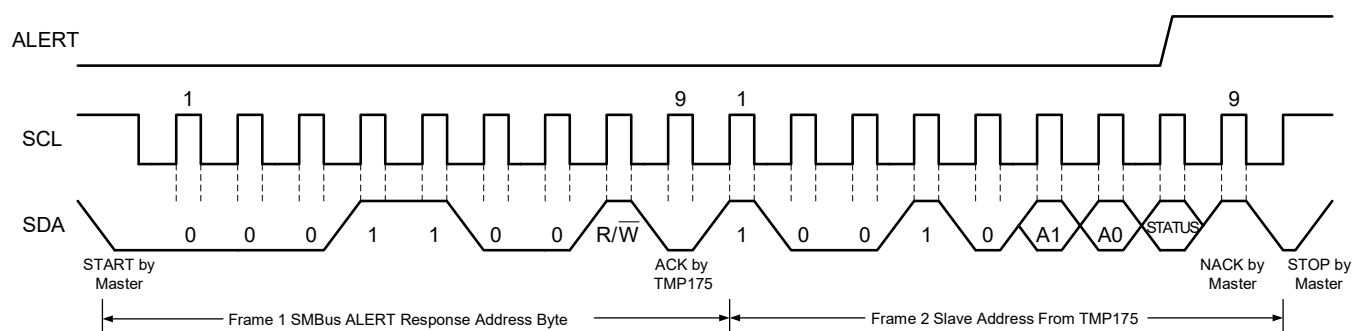 ALERT
1 9 1 9
SCL
SDA
0 0 0 1 1 0 0 R/W̅ 1 0 0 1 0 A1 A0 STATUS
START by
Master
ACK by
TMP175
NACK by
Master
STOP by
Master
Frame 1 SMBus ALERT Response Address Byte
Frame 2 Slave Address From TMP175